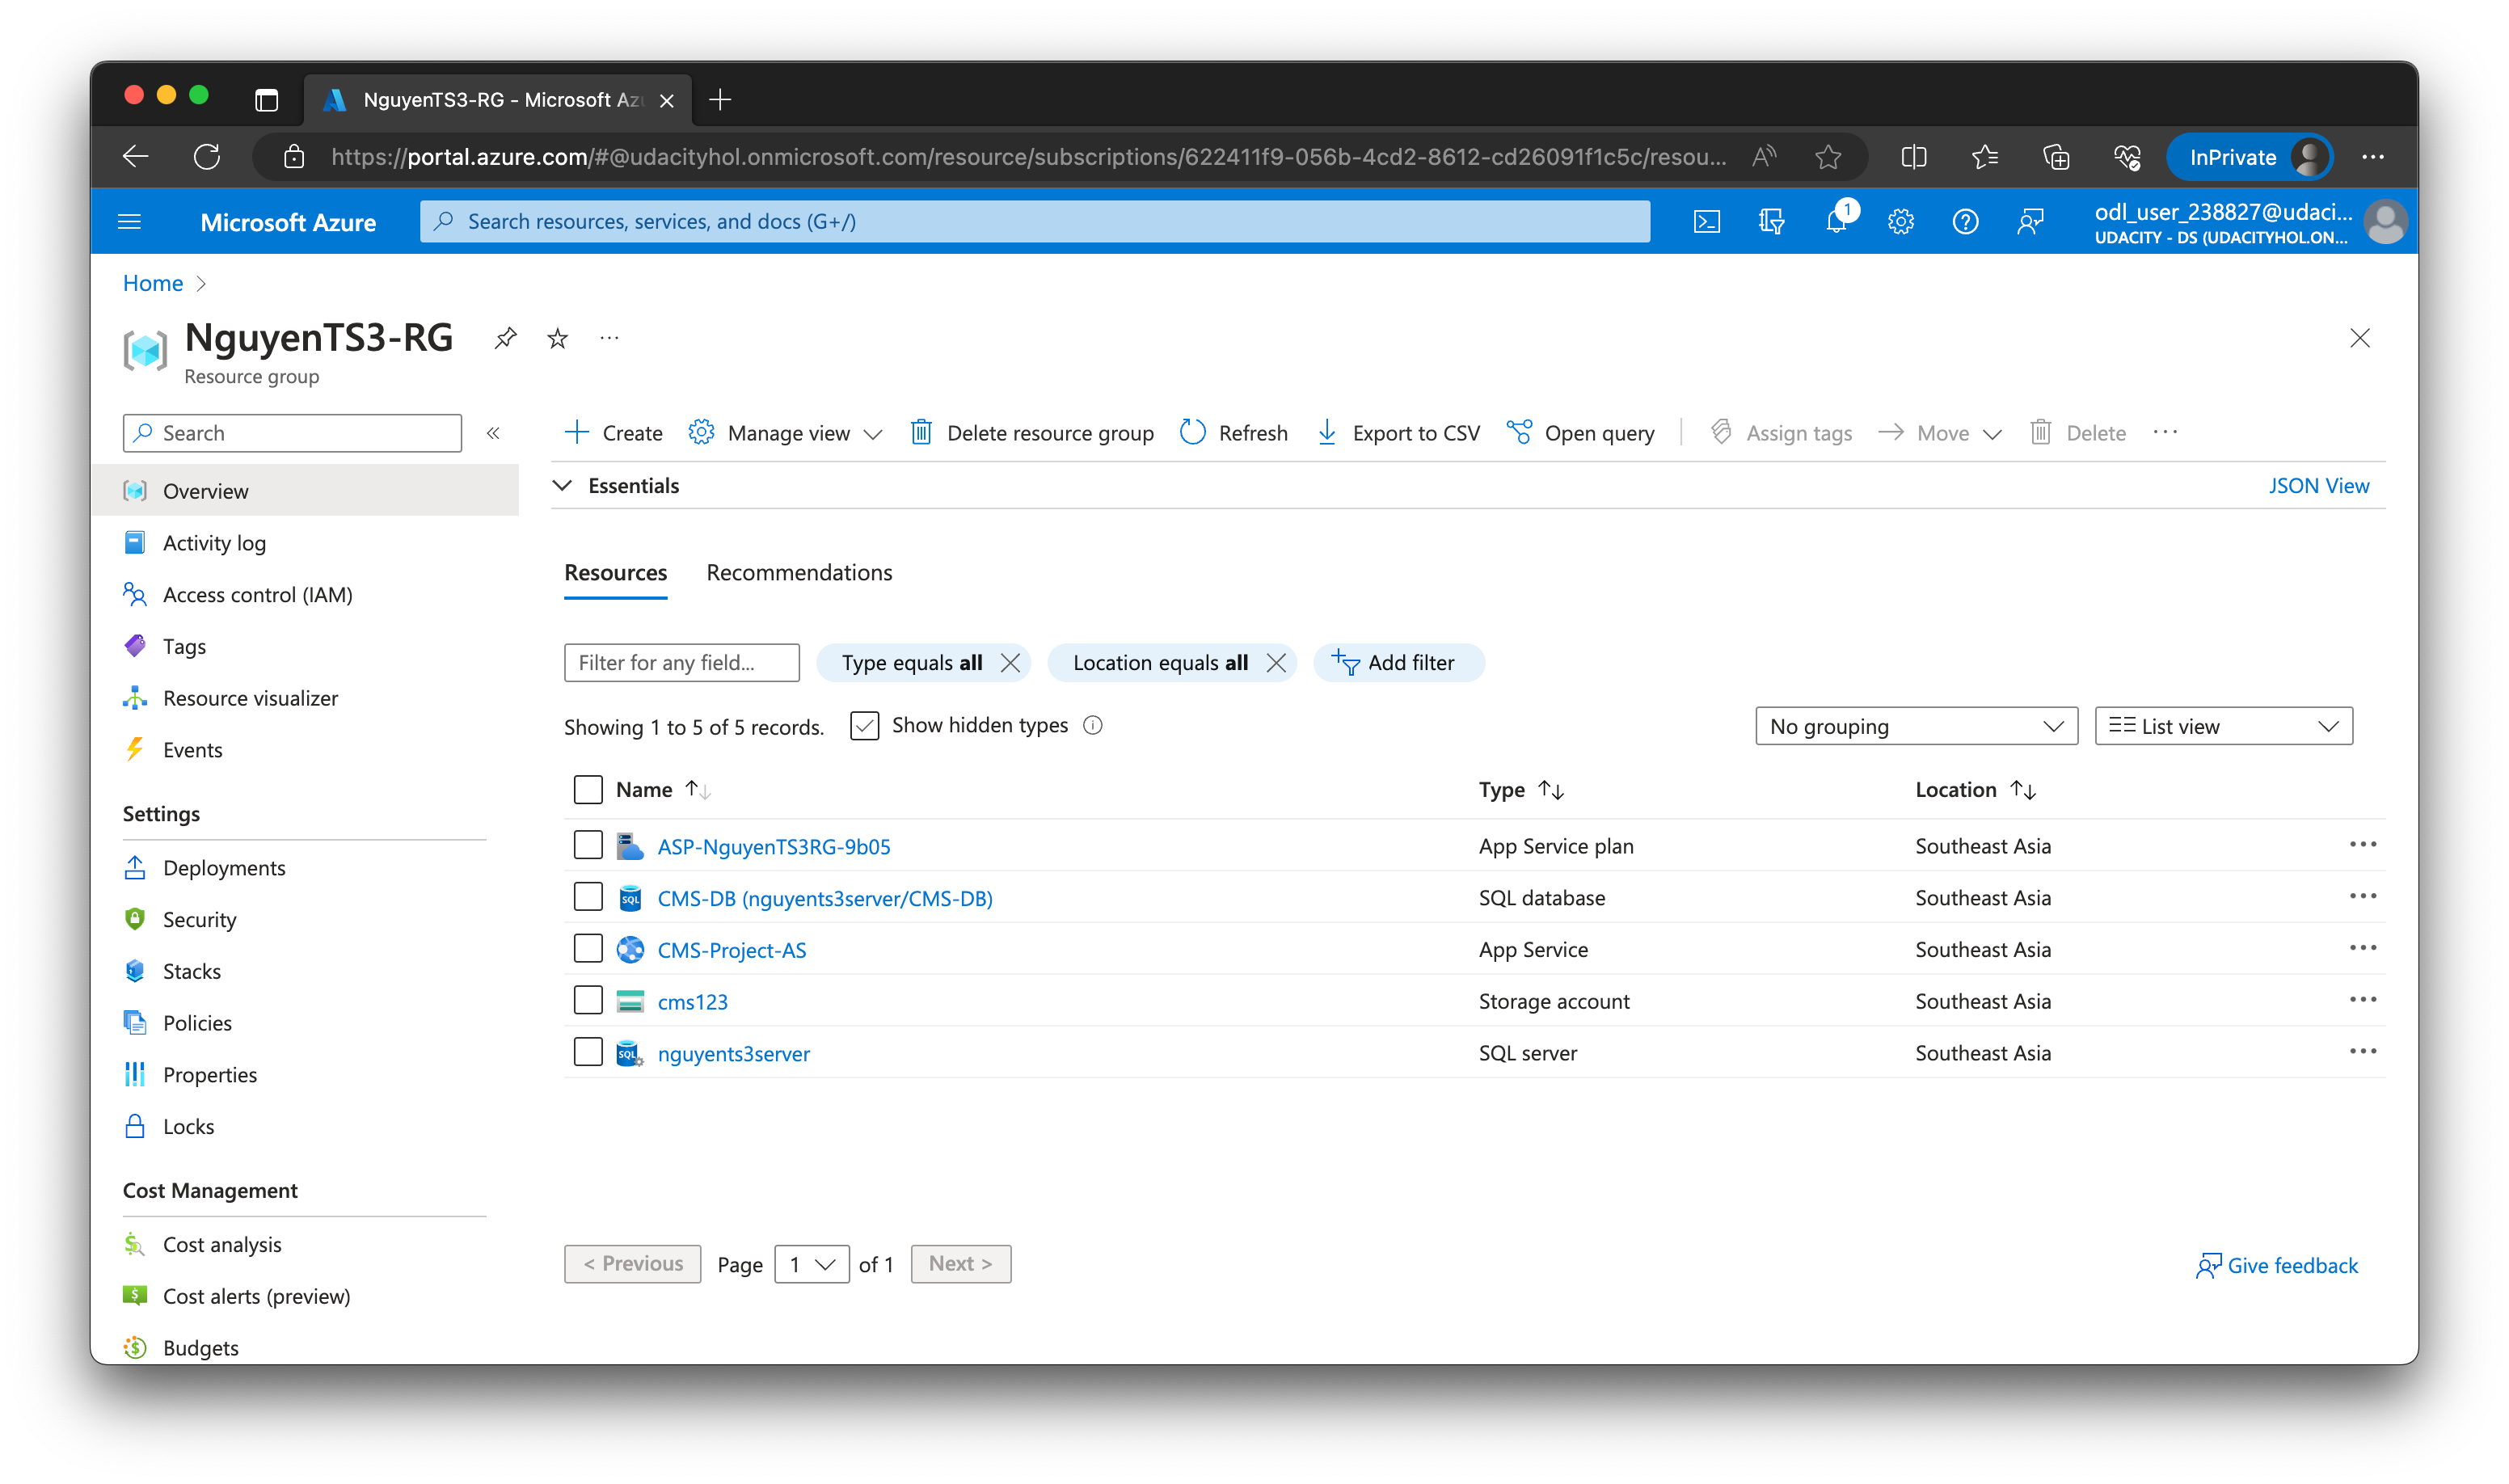 NguyenTS3-RG - Microsoft Az
https://portal.azure.com/#@udacityhol.onmicrosoft.com/resource/subscriptions/622411f9-056b-4cd2-8612-cd26091f1c5c/resou...
InPrivate
Microsoft Azure
Search resources, services, and docs (G+/)
1
odl_user_238827@udaci...
UDACITY - DS (UDACITYHOL.ON...
Home
NguyenTS3-RG
Resource group
Search
Create
Manage view
Delete resource group
Refresh
Export to CSV
Open query
Assign tags
Move
Delete
Overview
Activity log
Access control (IAM)
Tags
Resource visualizer
Events
Settings
Deployments
Security
Stacks
Policies
Properties
Locks
Cost Management
Cost analysis
Cost alerts (preview)
Budgets
Essentials
JSON View
Resources Recommendations
Filter for any field...
Type equals all
Location equals all
Add filter
Showing 1 to 5 of 5 records.
Show hidden types
No grouping
List view
Name Type Location
ASP-NguyenTS3RG-9b05 App Service plan Southeast Asia
CMS-DB (nguyents3server/CMS-DB) SQL database Southeast Asia
CMS-Project-AS App Service Southeast Asia
cms123 Storage account Southeast Asia
nguyents3server SQL server Southeast Asia
< Previous Page 1 of 1 Next >
Give feedback